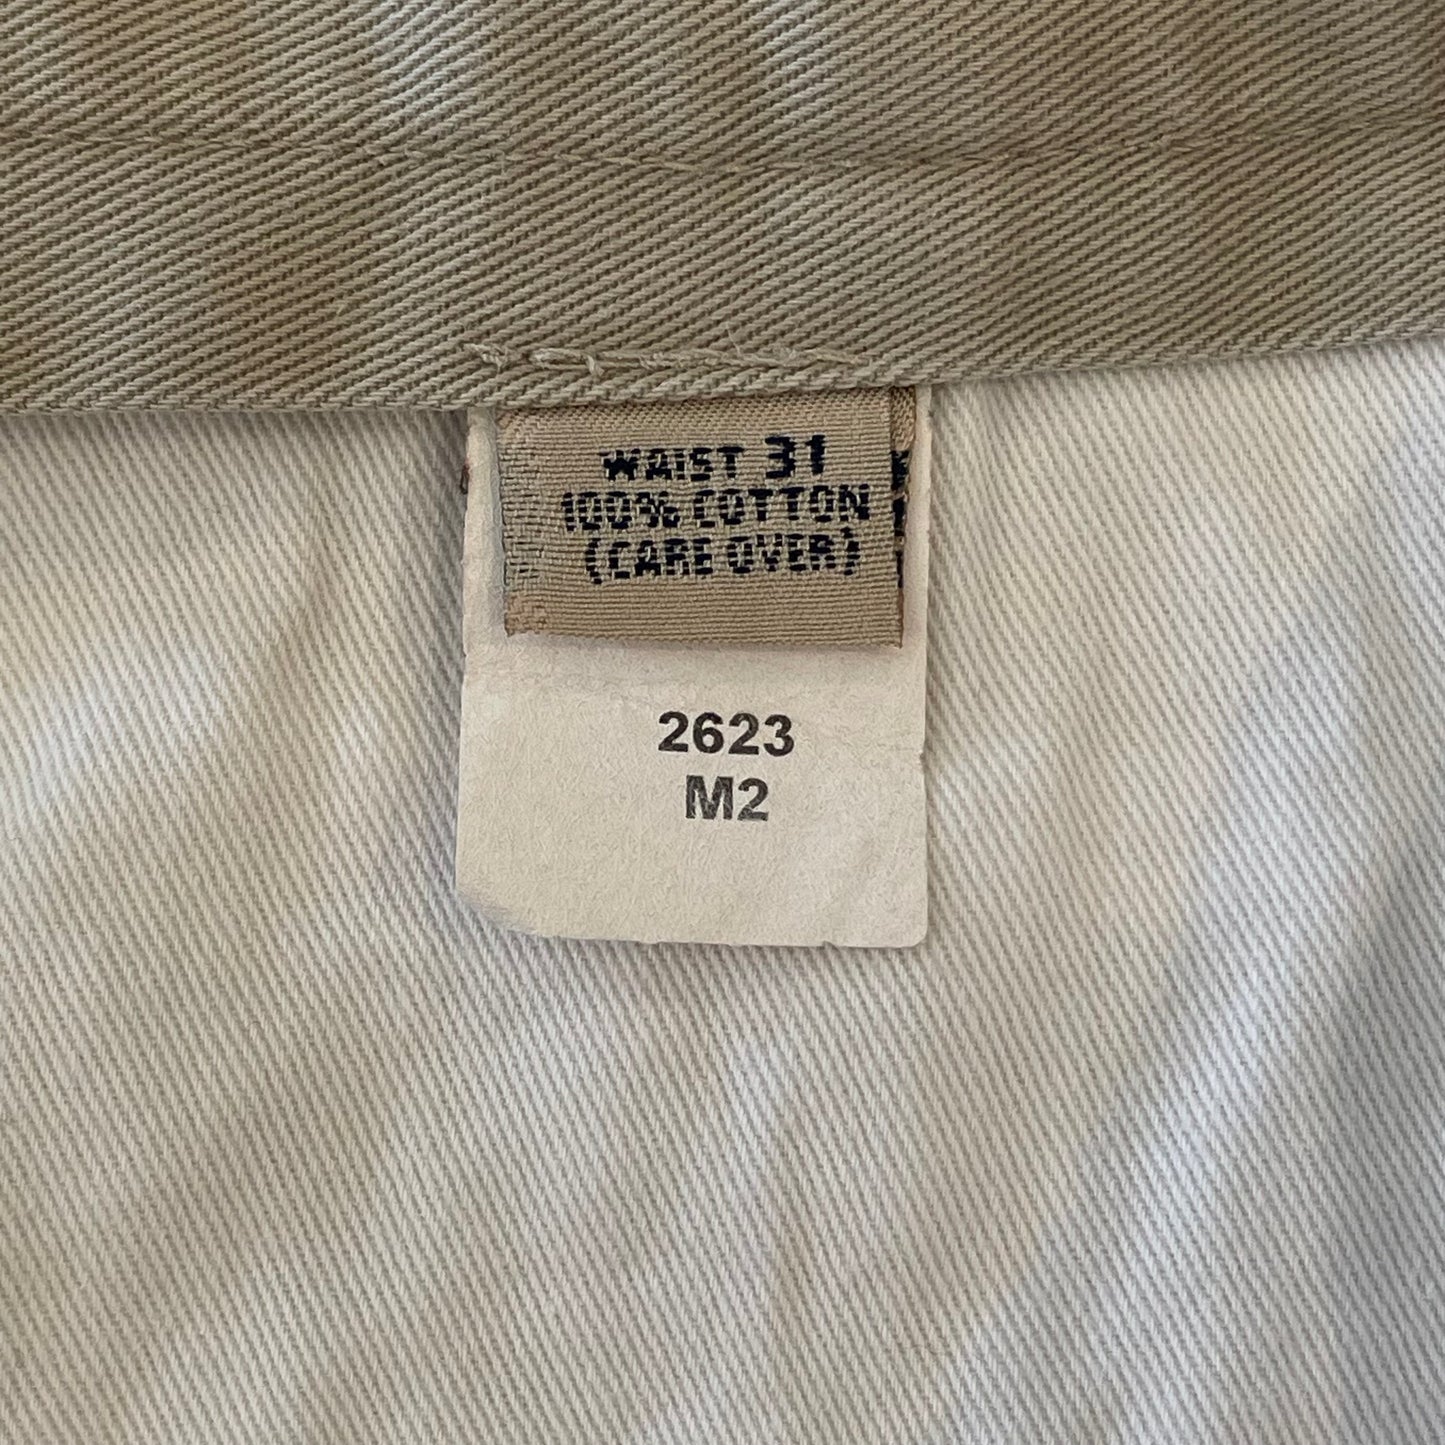 WAIST 31
100% COTTON
(CARE OVER)
2623
M2